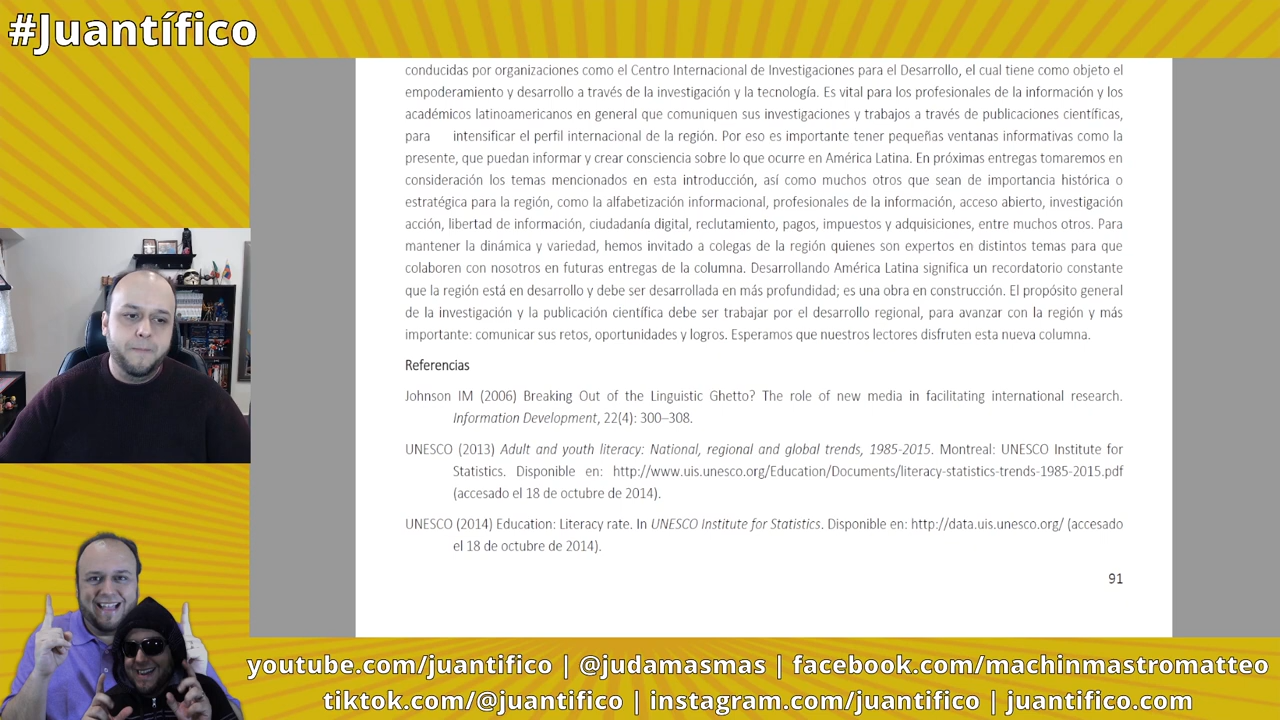 #Juantífico
conducidas por organizaciones como el Centro Internacional de Investigaciones para el Desarrollo, el cual tiene como objeto el
empoderamiento y desarrollo a través de la investigación y la tecnología. Es vital para los profesionales de la información y los
académicos latinoamericanos en general que comuniquen sus investigaciones y trabajos a través de publicaciones científicas,
para intensificar el perfil internacional de la región. Por eso es importante tener pequeñas ventanas informativas como la
presente, que puedan informar y crear consciencia sobre lo que ocurre en América Latina. En próximas entregas tomaremos en
consideración los temas mencionados en esta introducción, así como muchos otros que sean de importancia histórica o
estratégica para la región, como la alfabetización informacional, profesionales de la información, acceso abierto, investigación
acción, libertad de información, ciudadanía digital, reclutamiento, pagos, impuestos y adquisiciones, entre muchos otros. Para
mantener la dinámica y variedad, hemos invitado a colegas de la región quienes son expertos en distintos temas para que
colaboren con nosotros en futuras entregas de la columna. Desarrollando América Latina significa un recordatorio constante
que la región está en desarrollo y debe ser desarrollada en más profundidad; es una obra en construcción. El propósito general
de la investigación y la publicación científica debe ser trabajar por el desarrollo regional, para avanzar con la región y más
importante: comunicar sus retos, oportunidades y logros. Esperamos que nuestros lectores disfruten esta nueva columna.
Referencias
Johnson IM (2006) Breaking Out of the Linguistic Ghetto? The role of new media in facilitating international research.
Information Development, 22(4): 300–308.
UNESCO (2013) Adult and youth literacy: National, regional and global trends, 1985-2015. Montreal: UNESCO Institute for
Statistics. Disponible en: http://www.uis.unesco.org/Education/Documents/literacy-statistics-trends-1985-2015.pdf
(accesado el 18 de octubre de 2014).
UNESCO (2014) Education: Literacy rate. In UNESCO Institute for Statistics. Disponible en: http://data.uis.unesco.org/ (accesado
el 18 de octubre de 2014).
91
youtube.com/juantifico | @judamasmas | facebook.com/machinmastromatteo
tiktok.com/@juantifico | instagram.com/juantifico | juantifico.com